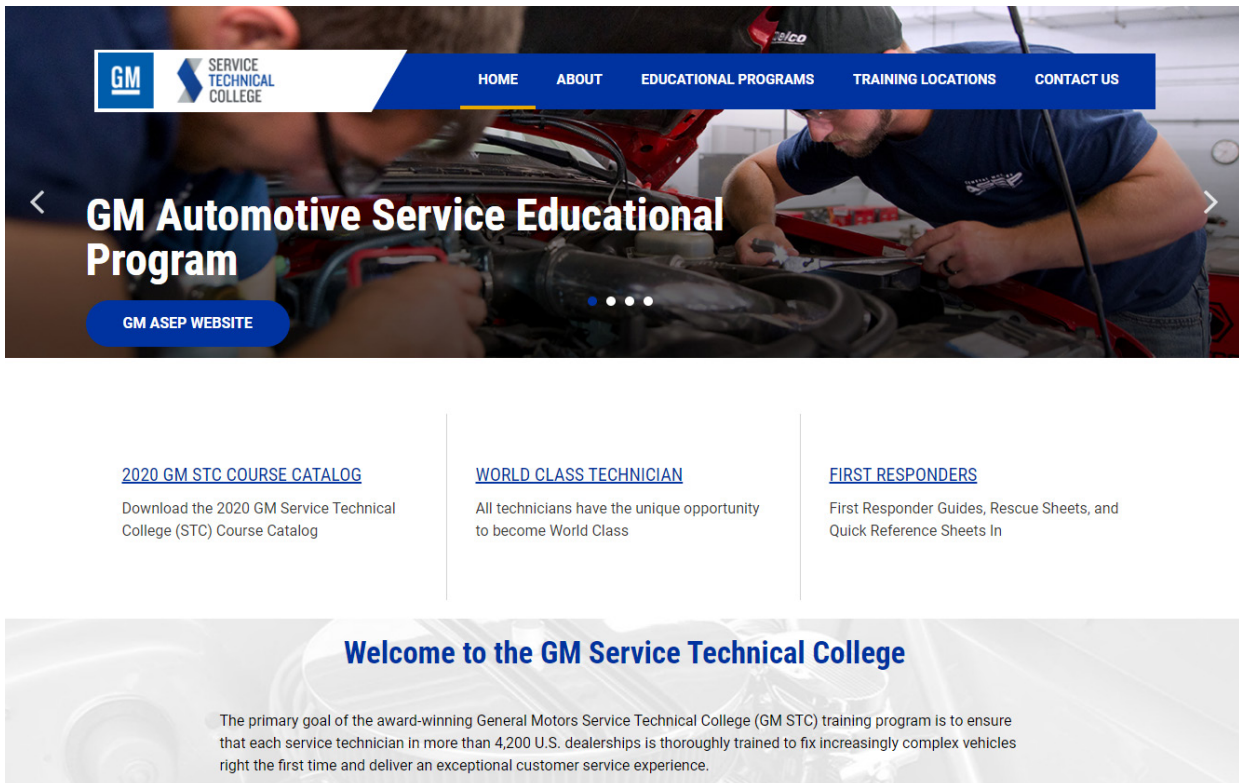 GM
SERVICE
TECHNICAL
COLLEGE
HOME
ABOUT
EDUCATIONAL PROGRAMS
TRAINING LOCATIONS
CONTACT US
GM Automotive Service Educational
Program
GM ASEP WEBSITE
2020 GM STC COURSE CATALOG
Download the 2020 GM Service Technical
College (STC) Course Catalog
WORLD CLASS TECHNICIAN
All technicians have the unique opportunity
to become World Class
FIRST RESPONDERS
First Responder Guides, Rescue Sheets, and
Quick Reference Sheets In
Welcome to the GM Service Technical College
The primary goal of the award-winning General Motors Service Technical College (GM STC) training program is to ensure
that each service technician in more than 4,200 U.S. dealerships is thoroughly trained to fix increasingly complex vehicles
right the first time and deliver an exceptional customer service experience.